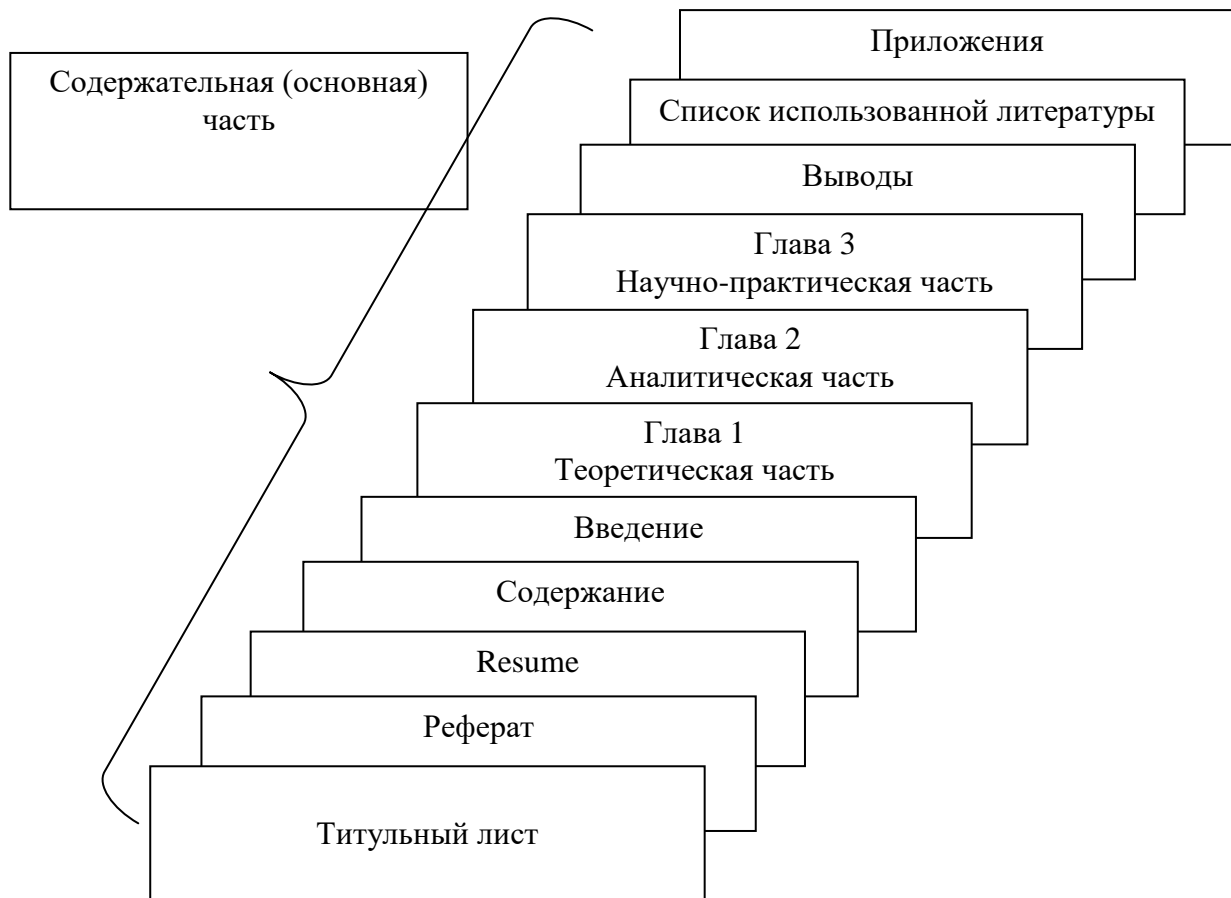 Содержательная (основная)
часть
Приложения
Список использованной литературы
Выводы
Глава 3
Научно-практическая часть
Глава 2
Аналитическая часть
Глава 1
Теоретическая часть
Введение
Содержание
Resume
Реферат
Титульный лист